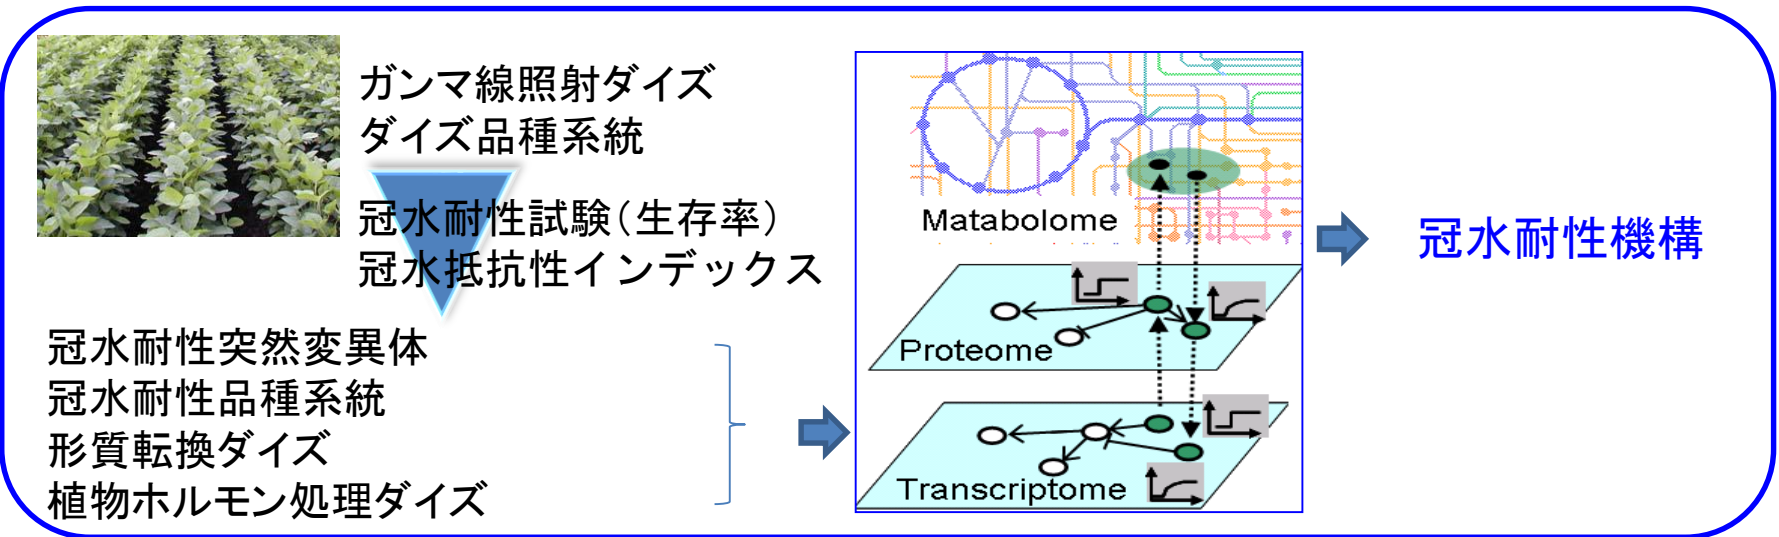 ガンマ線照射ダイズ
ダイズ品種系統
冠水耐性試験(生存率)
冠水抵抗性インデックス
冠水耐性突然変異体
冠水耐性品種系統
形質転換ダイズ
植物ホルモン処理ダイズ
Matabolome
Proteome
Transcriptome
冠水耐性機構